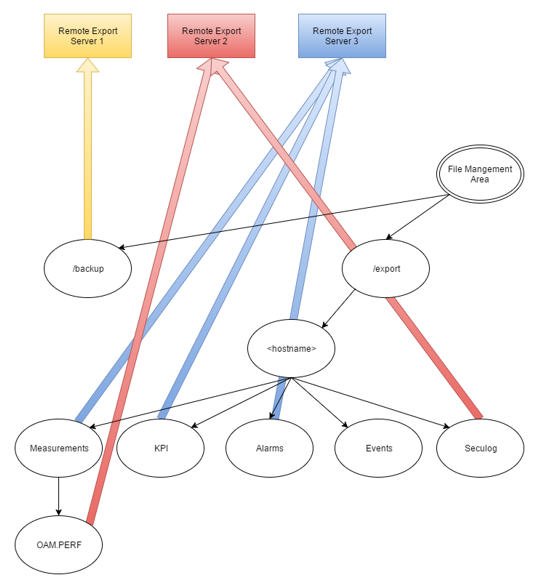 Remote Export
Server 1
Remote Export
Server 2
Remote Export
Server 3
File Mangement
Area
/backup
/export
<hostname>
Measurements
KPI
Alarms
Events
Seculog
OAM.PERF